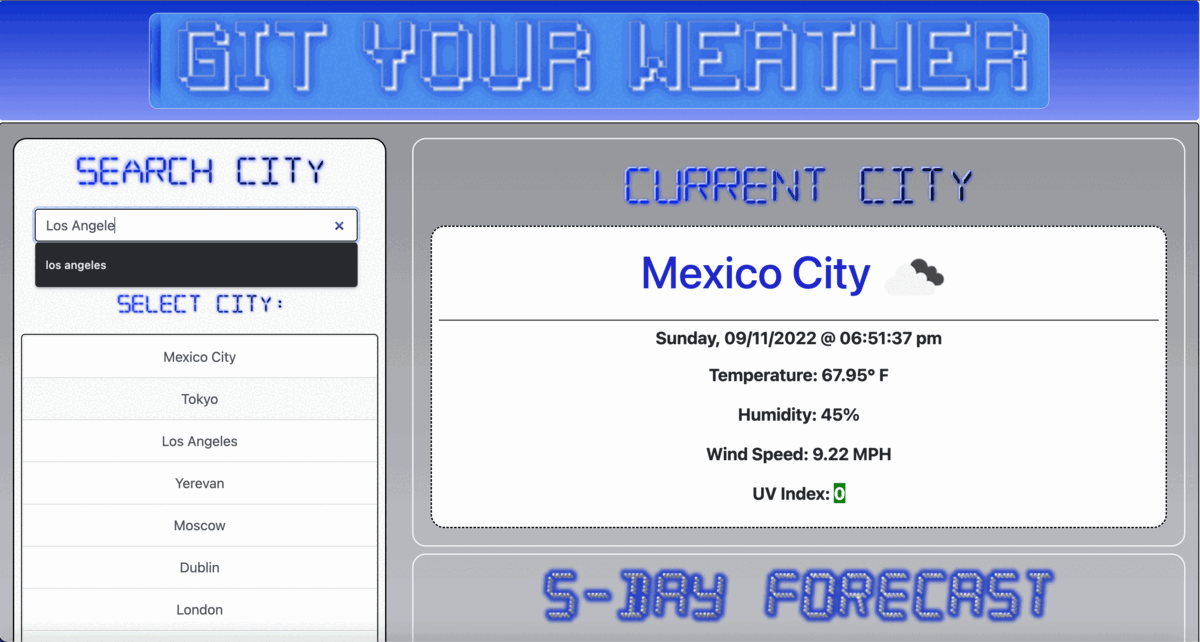 GIT YOUR WEATHER
SEARCH CITY
Los Angele
los angeles
SELECT CITY:
Mexico City
Tokyo
Los Angeles
Yerevan
Moscow
Dublin
London
CURRENT CITY
Mexico City
Sunday, 09/11/2022 @ 06:51:37 pm
Temperature: 67.95° F
Humidity: 45%
Wind Speed: 9.22 MPH
UV Index: 0
5-DAY FORECAST